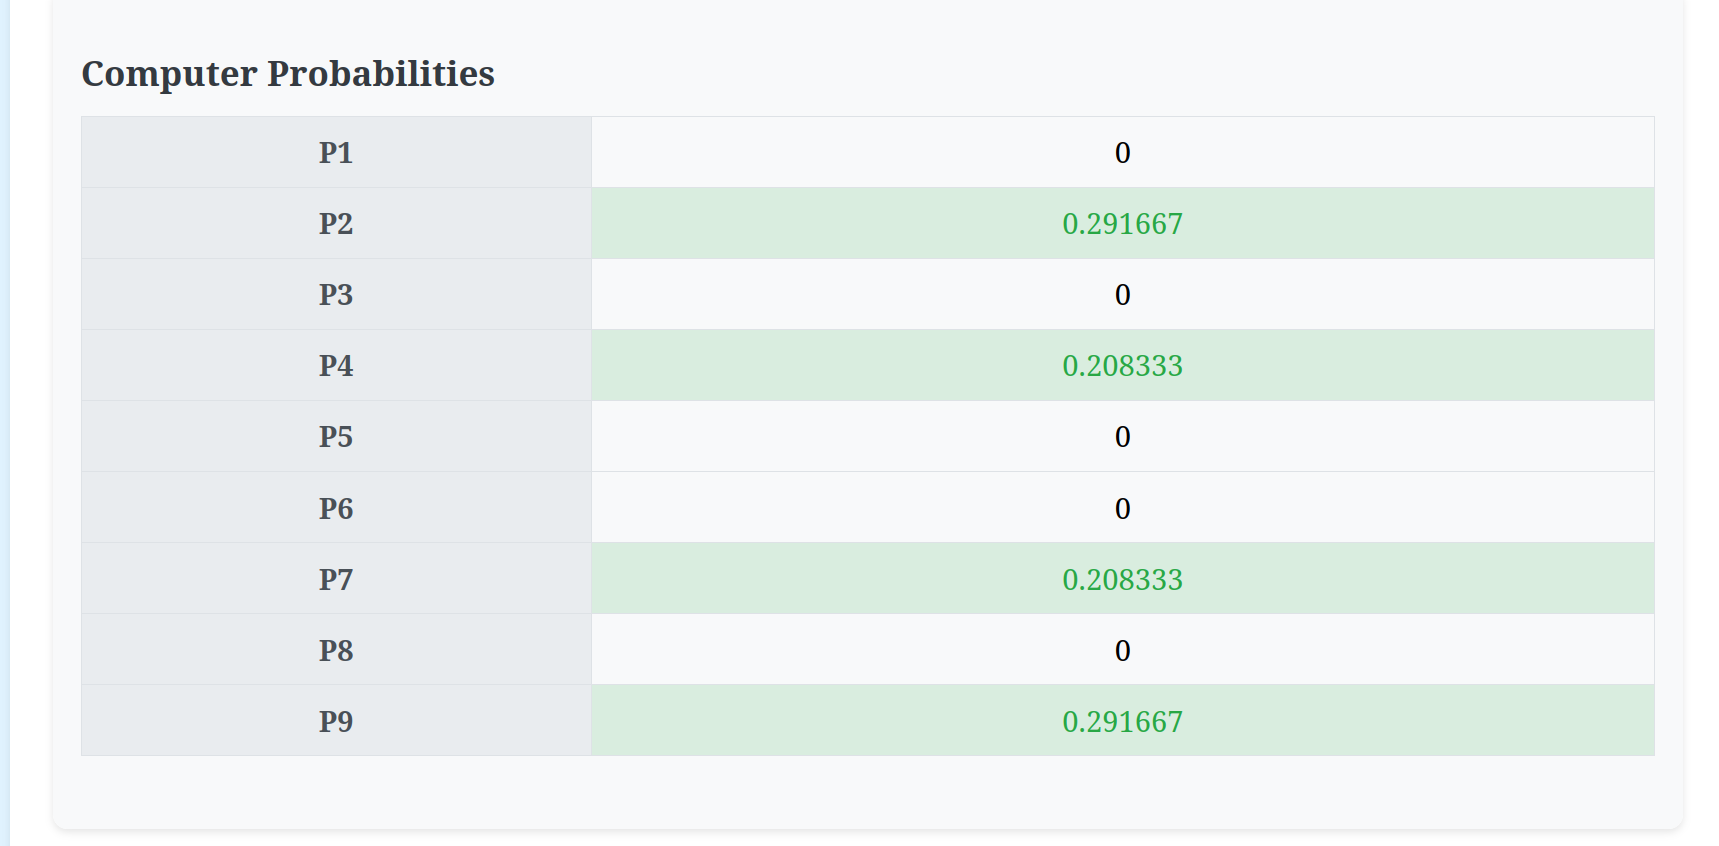 Computer Probabilities
P1 0
P2 0.291667
P3 0
P4 0.208333
P5 0
P6 0
P7 0.208333
P8 0
P9 0.291667